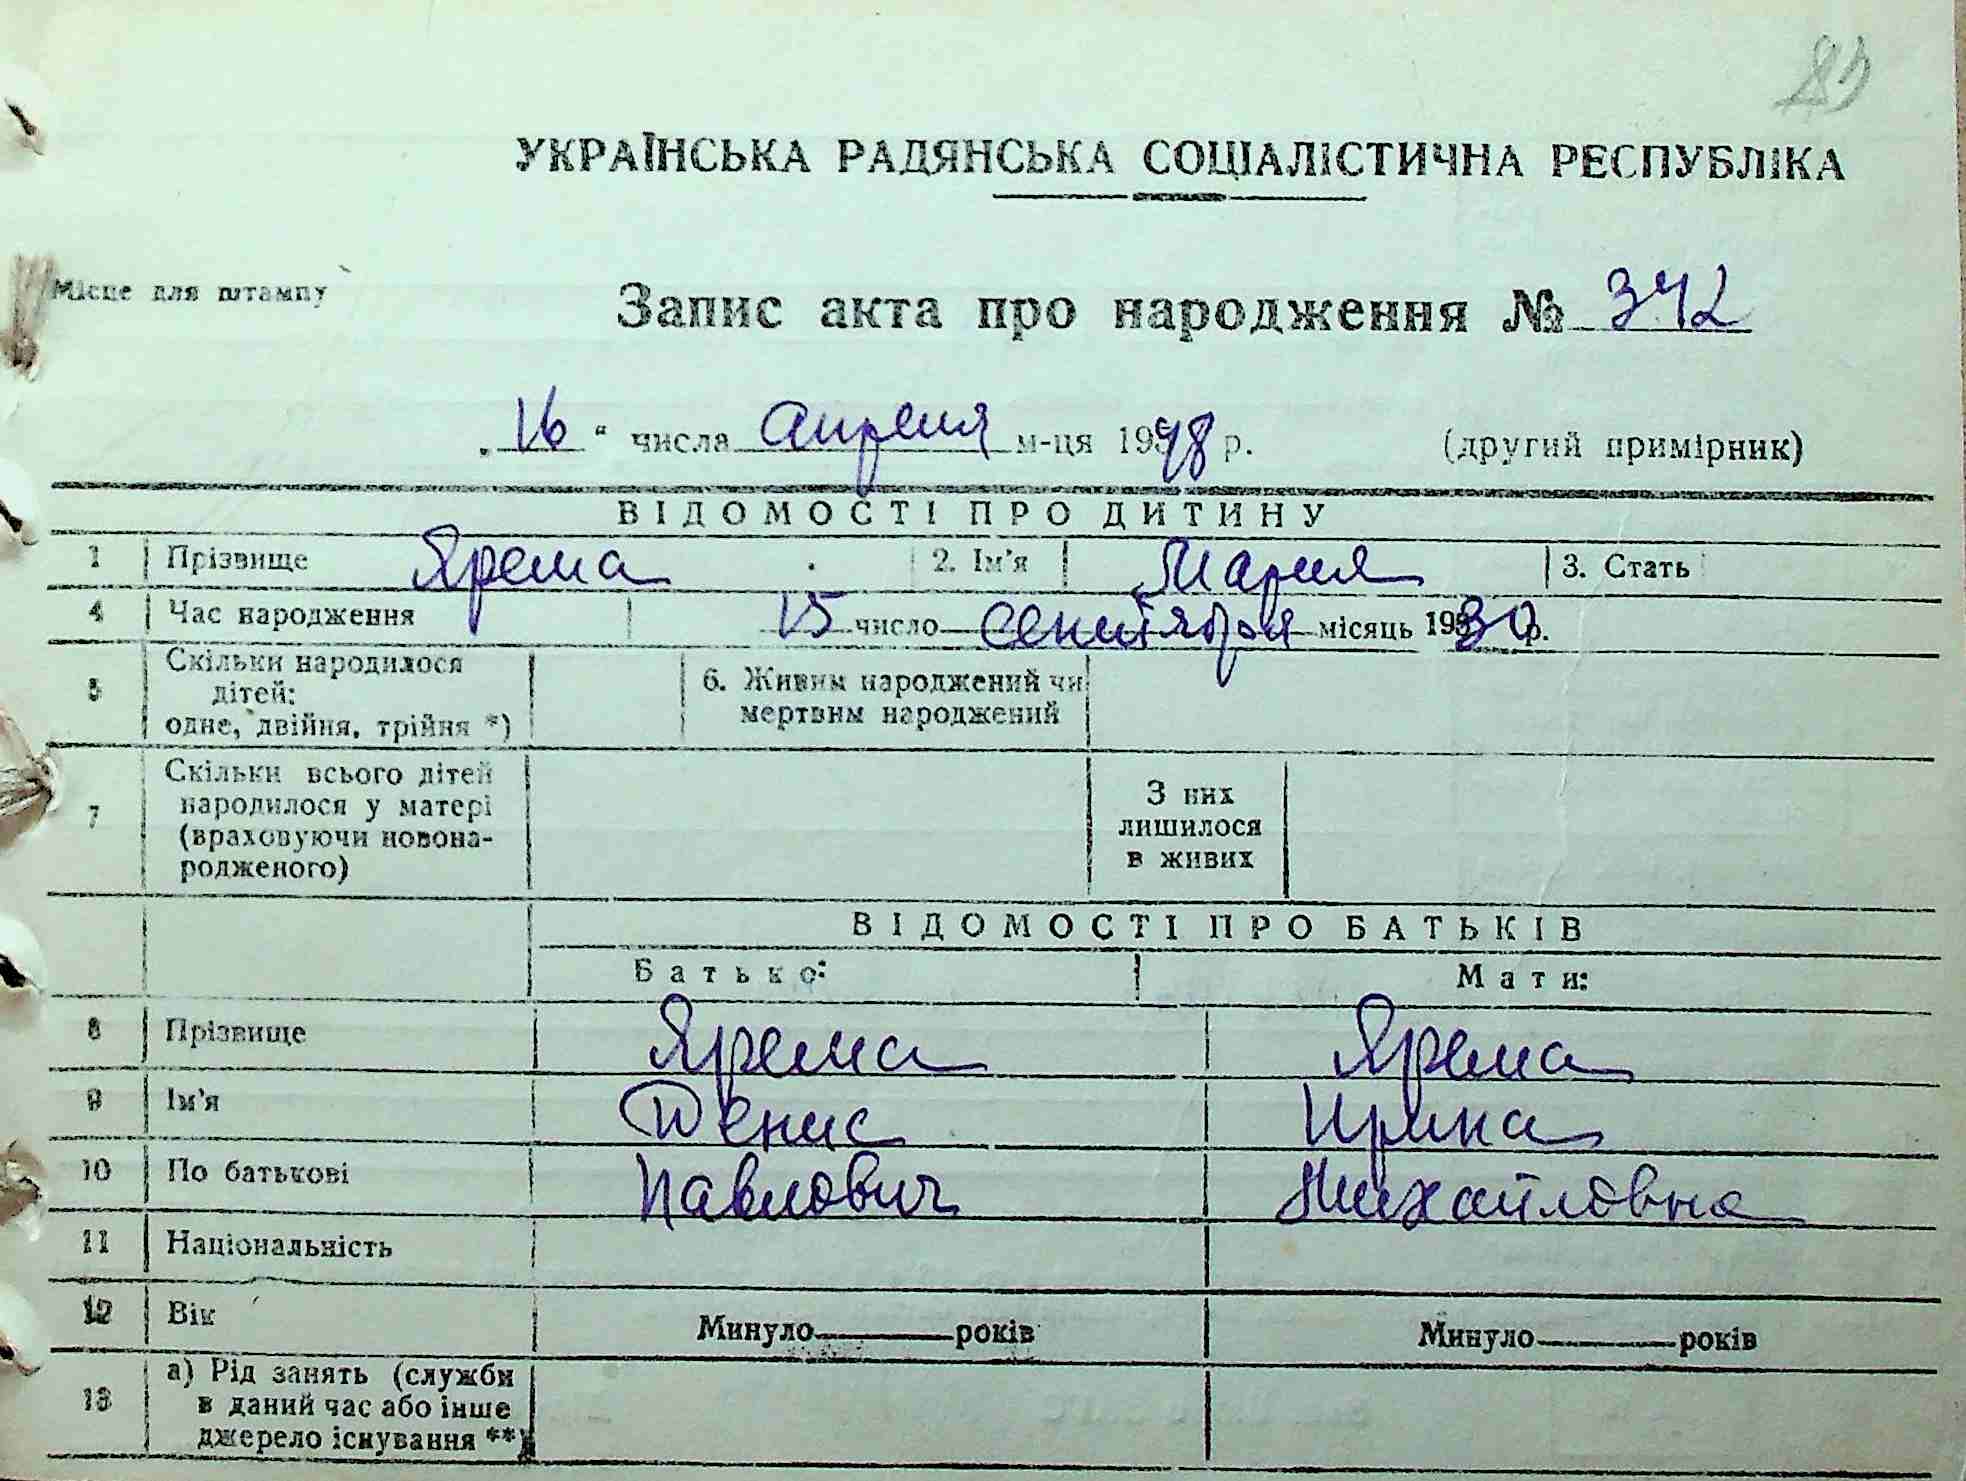 81
УКРАЇНСЬКА РАДЯНСЬКА СОЦІАЛІСТИЧНА РЕСПУБЛІКА
Місце для штампу
Запис акта про народження № 342
„16" числа апреля м-ця 1948 р. (другий примірник)
ВІДОМОСТІ ПРО ДИТИНУ
1 Прізвище Ярема 2. Ім'я Мария 3. Стать
4 Час народження 15 число сентября місяць 1930 р.
5 Скільки народилося дітей: одне, двійня, трійня *) 6. Живим народжений чи мертвим народжений
7 Скільки всього дітей народилося у матері (враховуючи новона-родженого) З них лишилося в живих
ВІДОМОСТІ ПРО БАТЬКІВ
Батько: Мати:
8 Прізвище Ярема Ярема
9 Ім'я Денис Ирина
10 По батькові Павлович Михайловна
11 Національність
12 Вік Минуло років Минуло років
13 а) Рід занять (служби в даний час або інше джерело існування **)